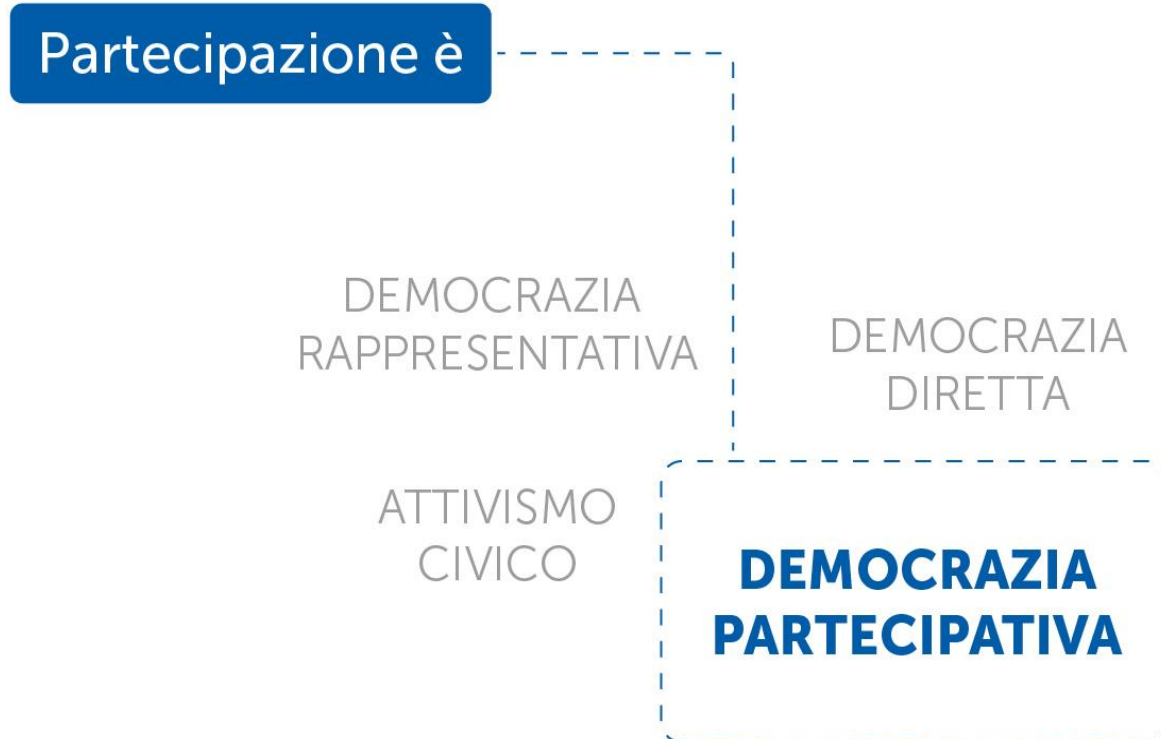 Partecipazione è
DEMOCRAZIA
RAPPRESENTATIVA
DEMOCRAZIA
DIRETTA
ATTIVISMO
CIVICO
DEMOCRAZIA
PARTECIPATIVA